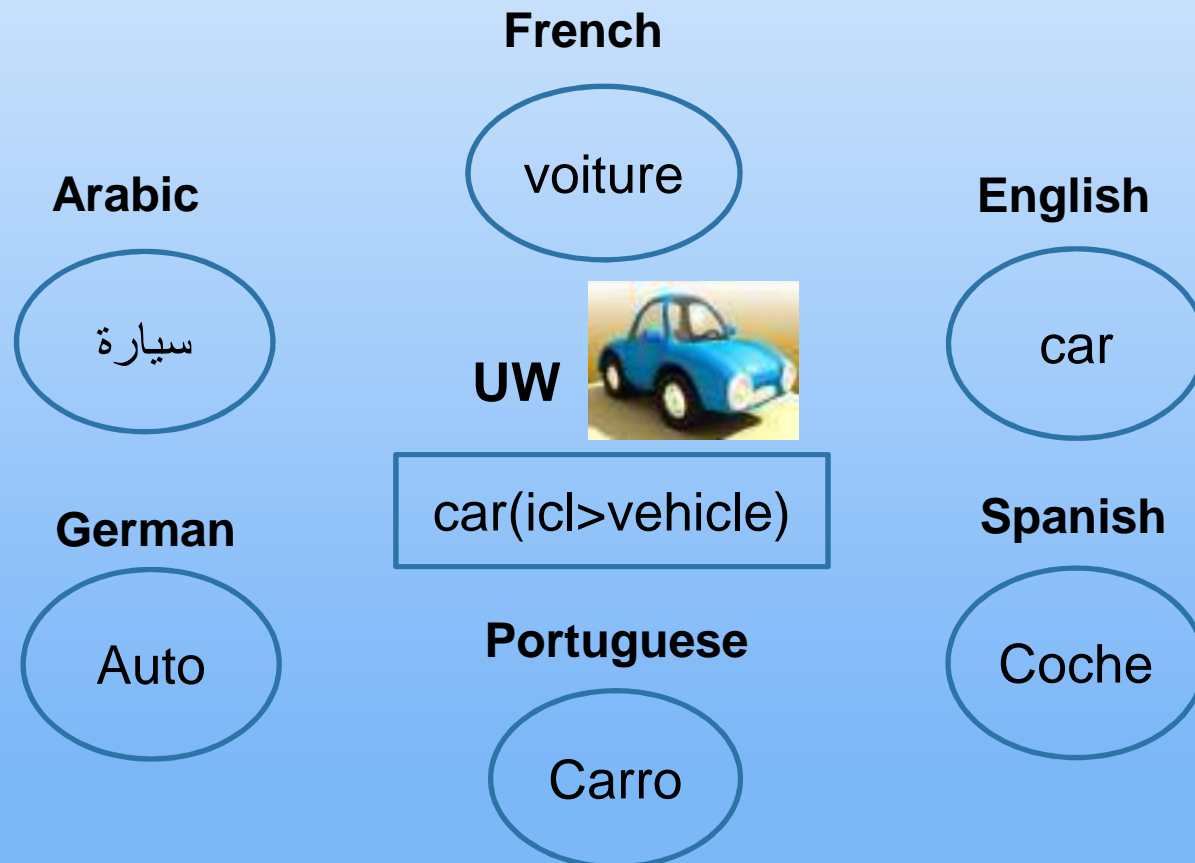 French
voiture
Arabic
سيارة
English
car
UW
car(icl>vehicle)
German
Auto
Spanish
Coche
Portuguese
Carro